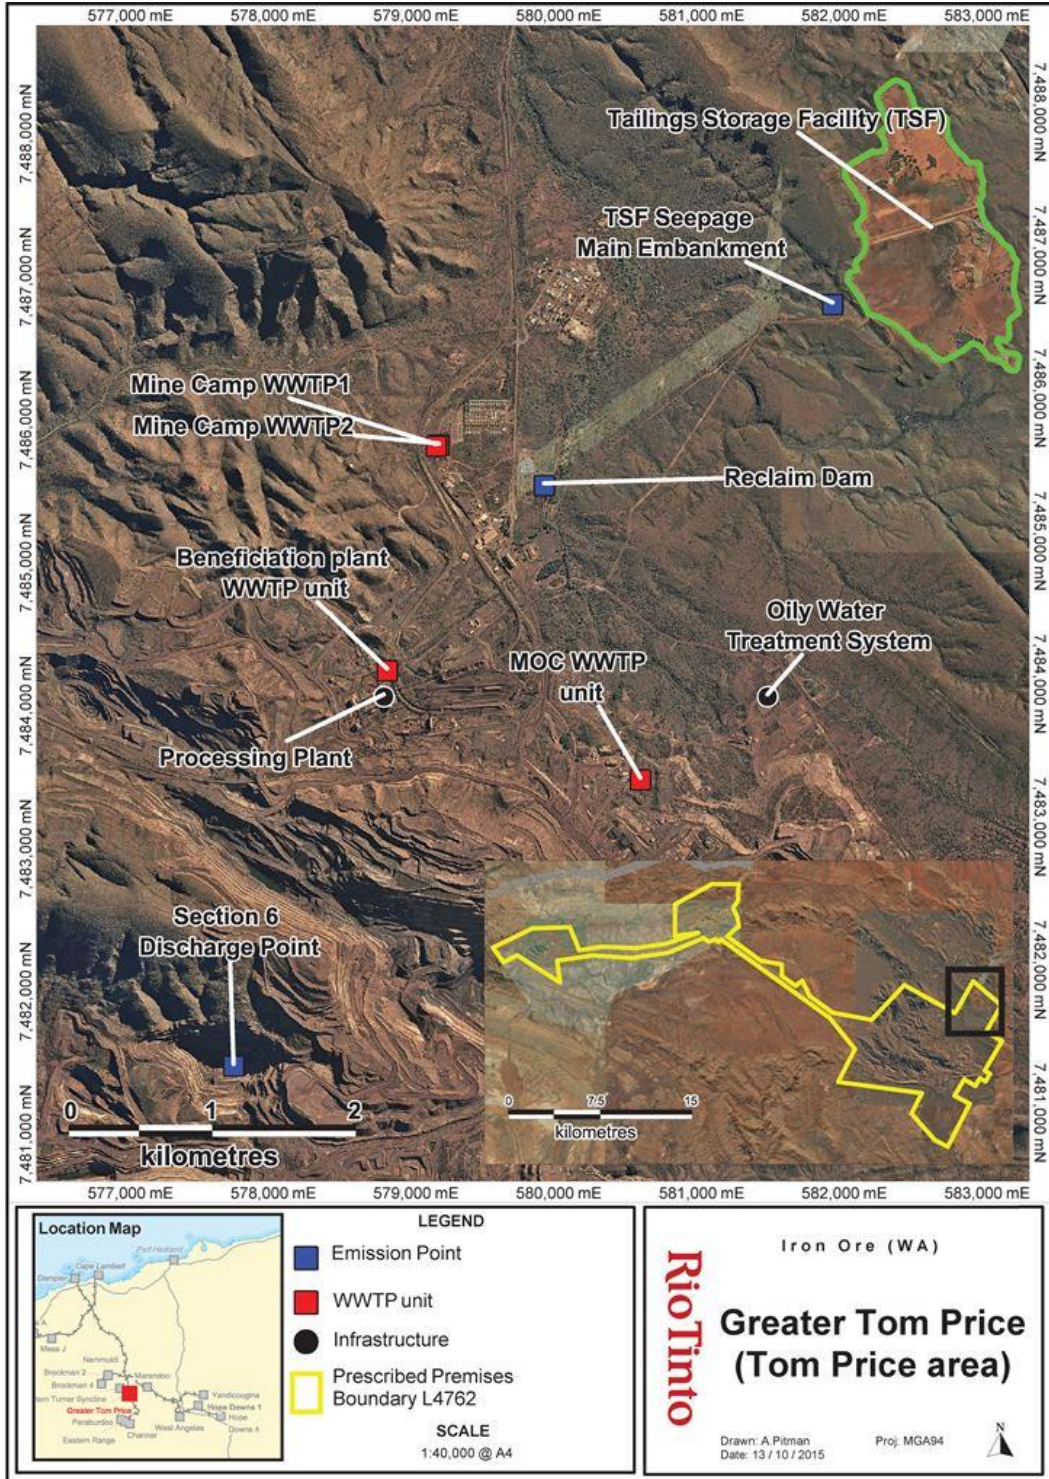 577,000 mE 578,000 mE 579,000 mE 580,000 mE 581,000 mE 582,000 mE 583,000 mE
7,488,000 mN
7,487,000 mN
7,486,000 mN
7,485,000 mN
7,484,000 mN
7,483,000 mN
7,482,000 mN
7,481,000 mN
Tailings Storage Facility (TSF)
TSF Seepage
Main Embankment
Mine Camp WWTP1
Mine Camp WWTP2
Reclaim Dam
Beneficiation plant
WWTP unit
Oily Water
Treatment System
MOC WWTP
unit
Processing Plant
Section 6
Discharge Point
0 1 2
kilometres
0 7.5 15
kilometres
7,488,000 mN
7,487,000 mN
7,486,000 mN
7,485,000 mN
7,484,000 mN
7,483,000 mN
7,482,000 mN
7,481,000 mN
577,000 mE 578,000 mE 579,000 mE 580,000 mE 581,000 mE 582,000 mE 583,000 mE
Location Map
Port Hedland
Cape Lambert
Dampier
Mesa J
Nammuldi
Brockman 2
Marandoo
Brockman 4
Yandicoogina
Turner Syncline
Hope Downs 1
Greater Tom Price
Hope
Downs 4
Paraburdoo
West Angelas
Channar
Eastern Range
LEGEND
Emission Point
WWTP unit
Infrastructure
Prescribed Premises
Boundary L4762
SCALE
1:40,000 @ A4
RioTinto
Iron Ore (WA)
Greater Tom Price
(Tom Price area)
Drawn: A.Pitman Proj: MGA94
Date: 13 / 10 / 2015
N